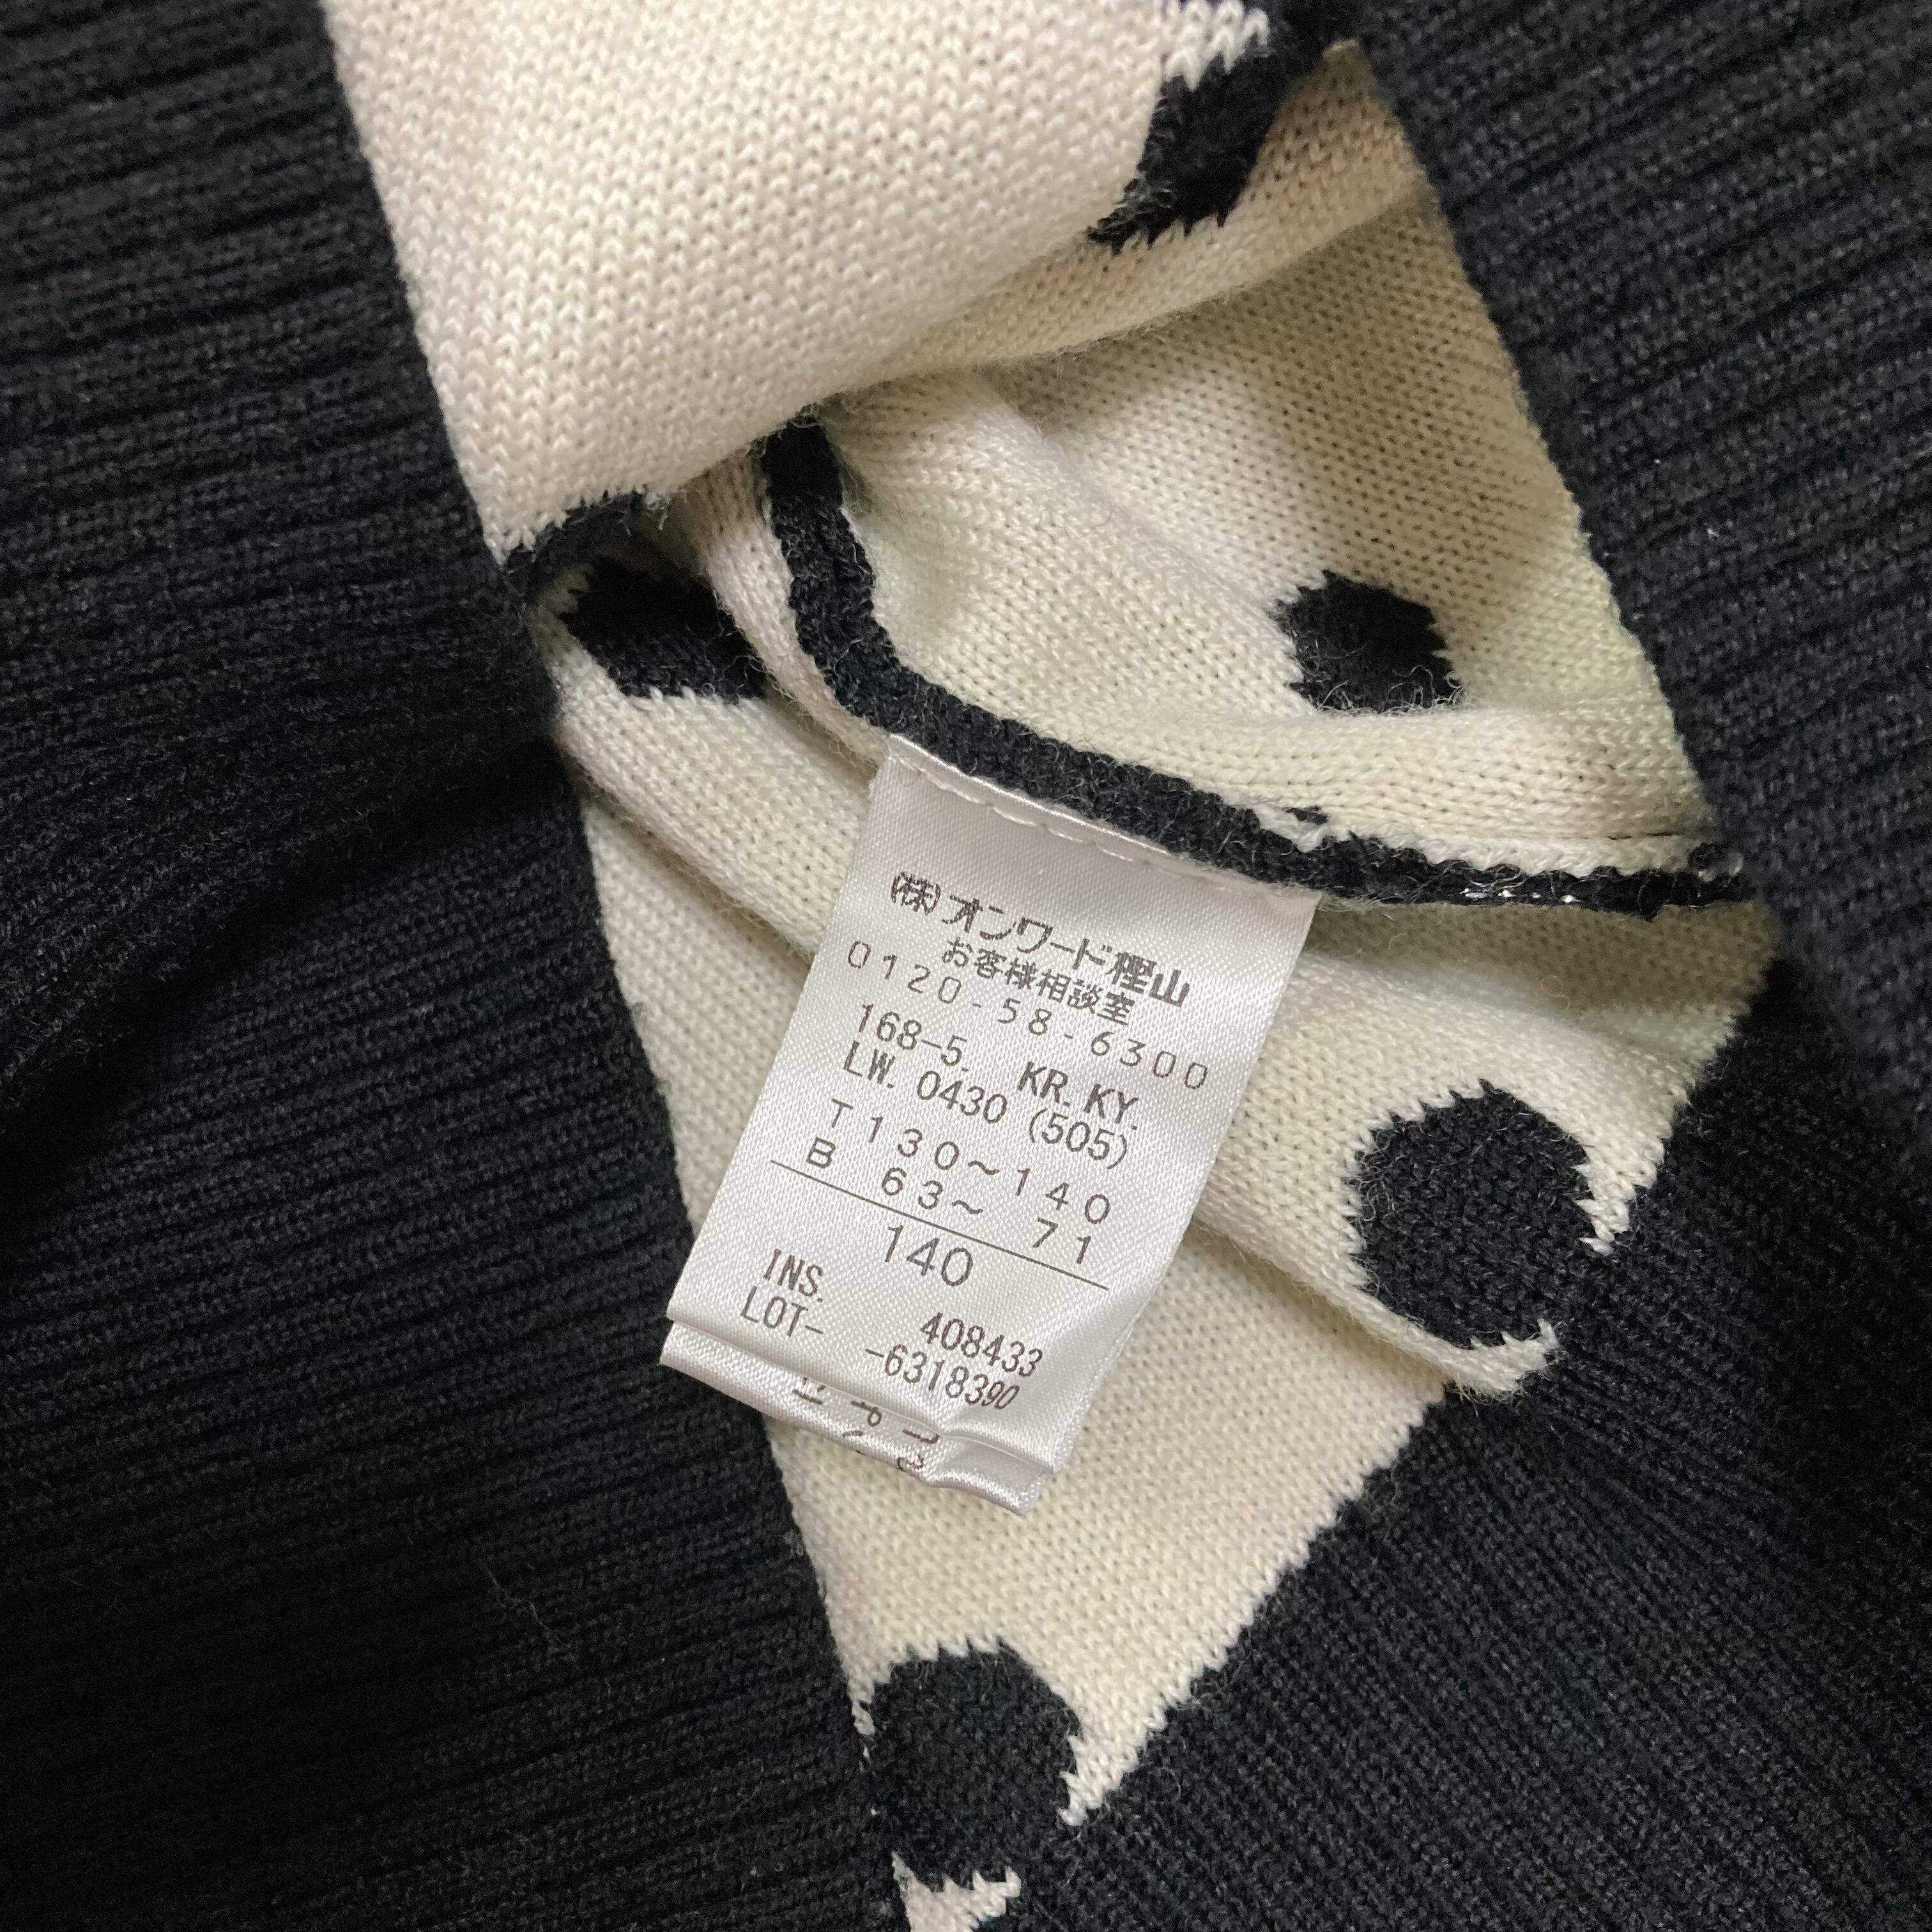 (株)オンワード樫山
お客様相談室
0120-58-6300
168-5. KR.KY.
LW. 0430 (505)
T130~140
B 63~ 71
140
INS. 408433
LOT- -6318390